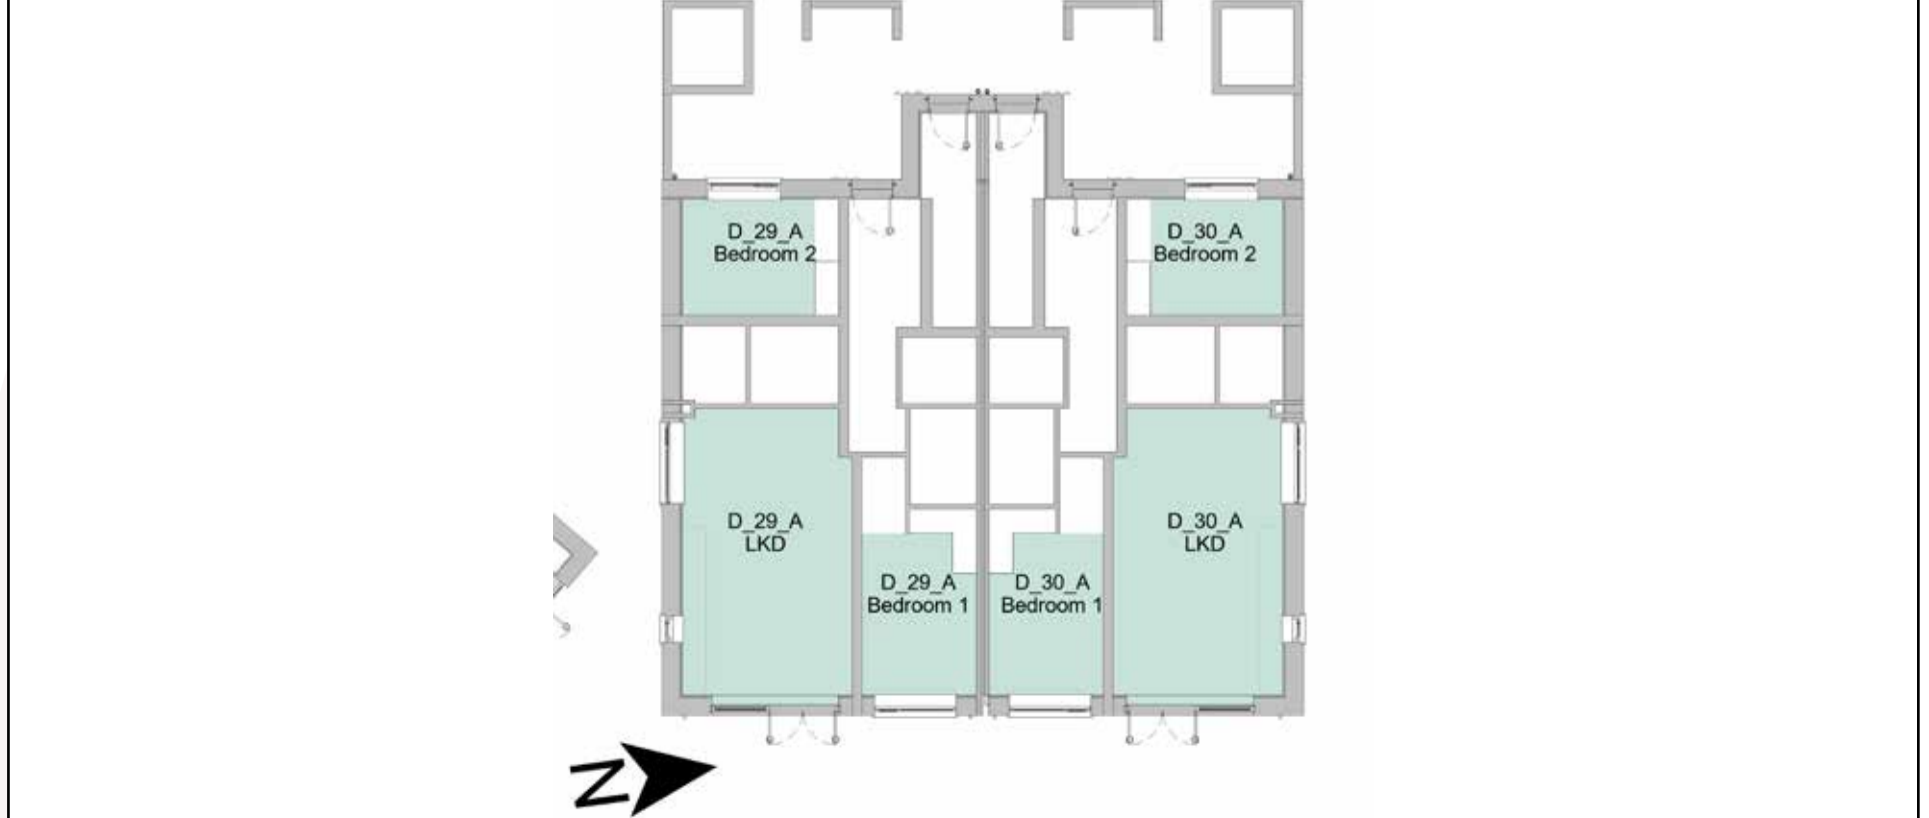 D_29_A
Bedroom 2
D_30_A
Bedroom 2
D_29_A
LKD
D_30_A
LKD
D_29_A
Bedroom 1
D_30_A
Bedroom 1
N